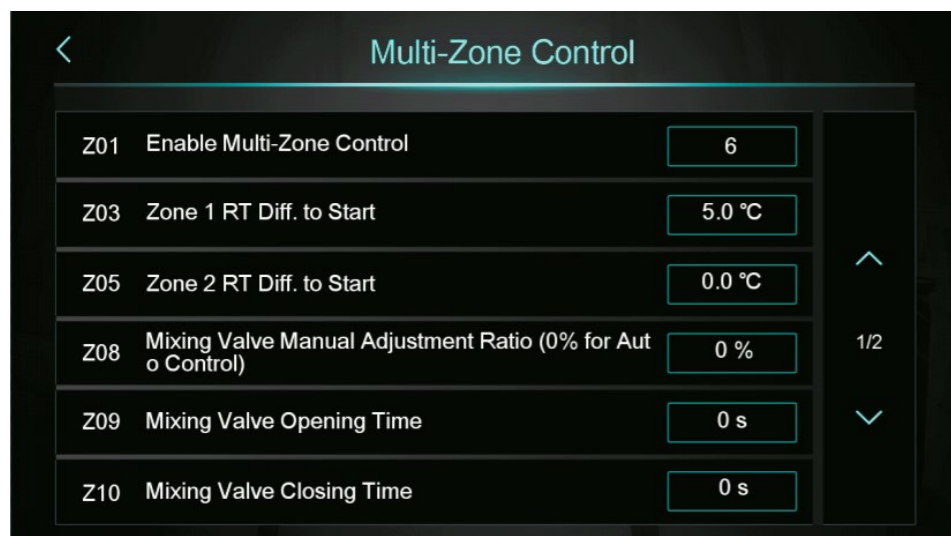 Multi-Zone Control
Z01 Enable Multi-Zone Control 6
Z03 Zone 1 RT Diff. to Start 5.0 ℃
Z05 Zone 2 RT Diff. to Start 0.0 ℃
Z08 Mixing Valve Manual Adjustment Ratio (0% for Aut
o Control) 0 %
1/2
Z09 Mixing Valve Opening Time 0 s
Z10 Mixing Valve Closing Time 0 s